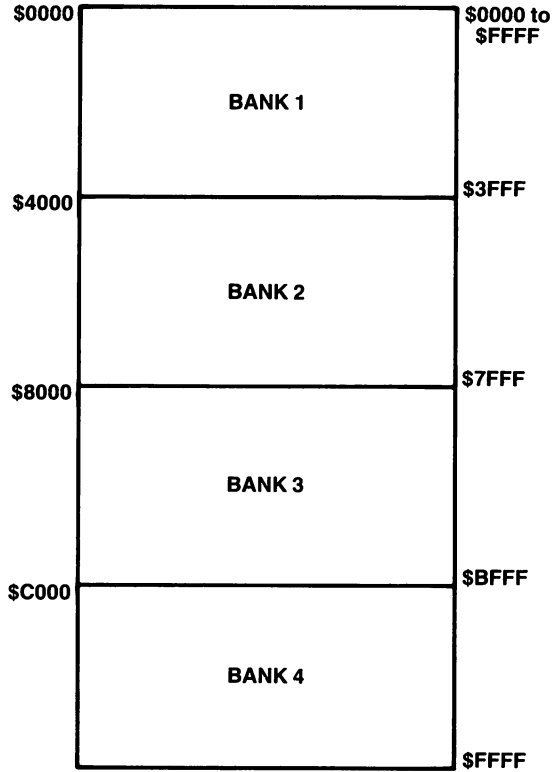 $0000
$0000 to
$FFFF
BANK 1
$3FFF
$4000
BANK 2
$7FFF
$8000
BANK 3
$BFFF
$C000
BANK 4
$FFFF